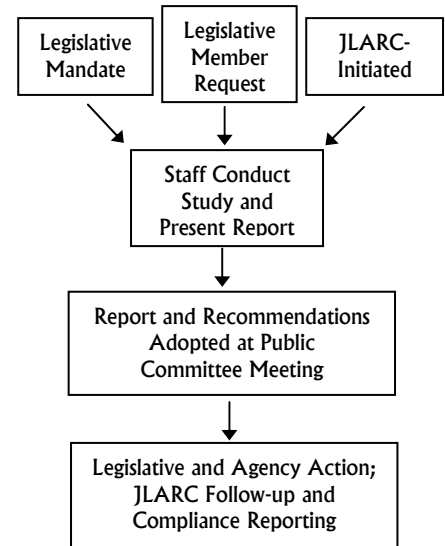 Legislative
Mandate
Legislative
Member
Request
JLARC-
Initiated
Staff Conduct
Study and
Present Report
Report and Recommendations
Adopted at Public
Committee Meeting
Legislative and Agency Action;
JLARC Follow-up and
Compliance Reporting